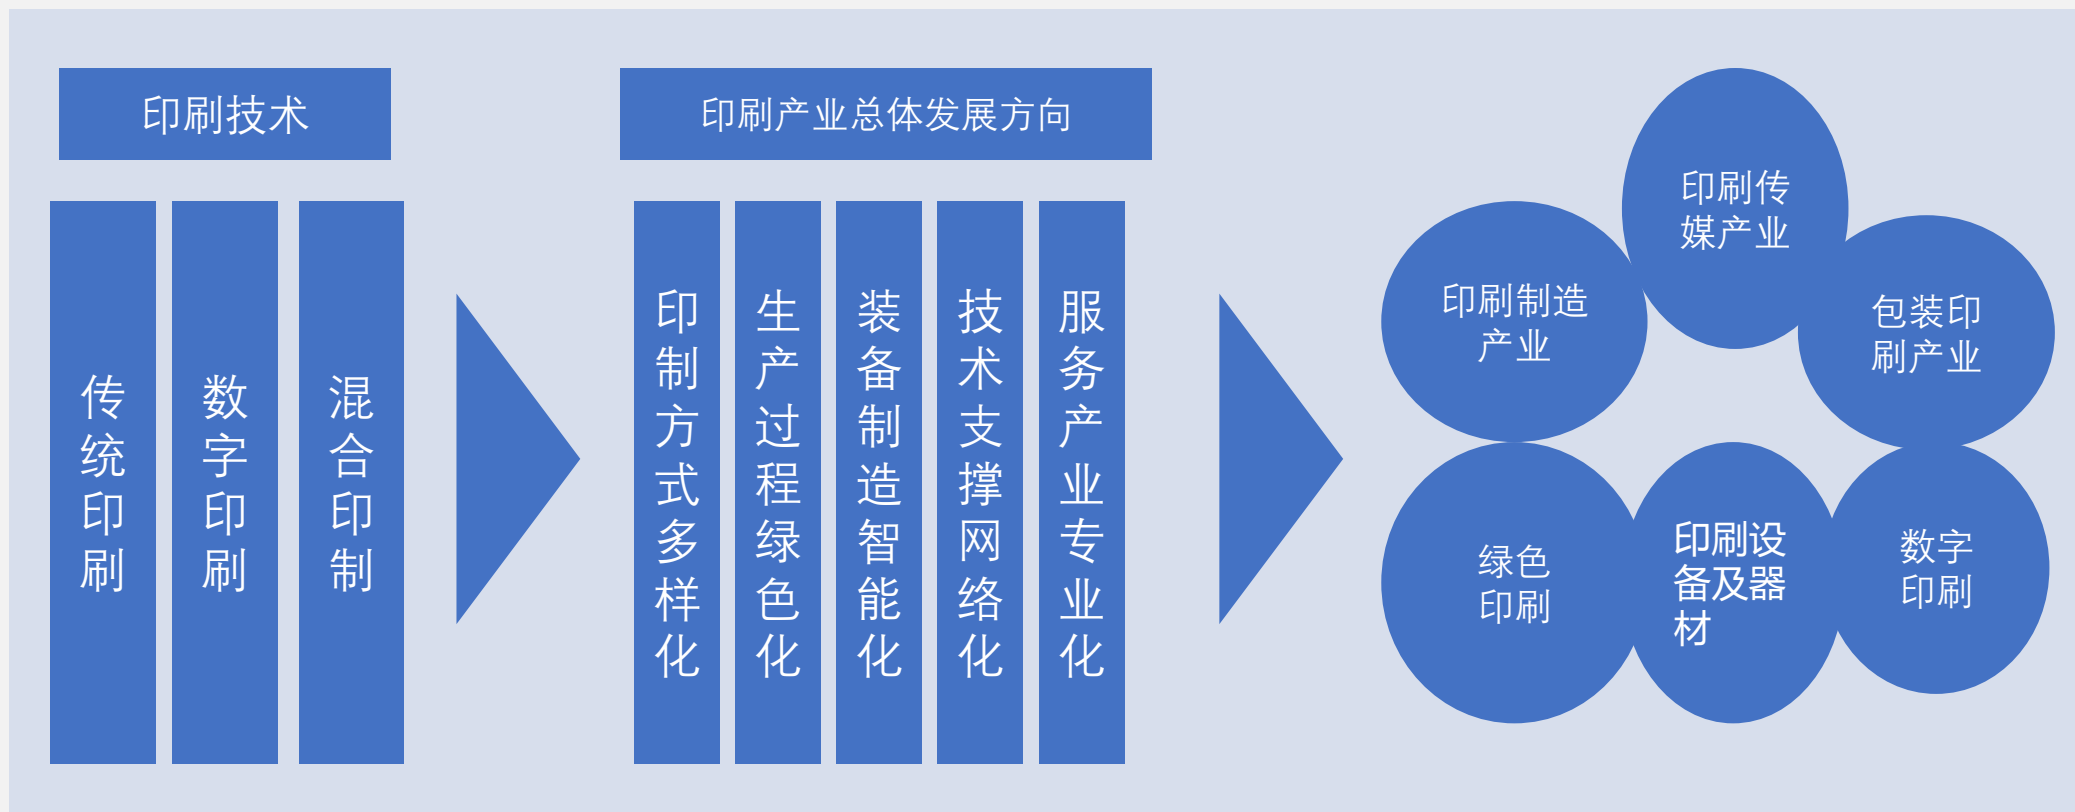 印刷技术
传统印刷
数字印刷
混合印制
印刷产业总体发展方向
印制方式多样化
生产过程绿色化
装备制造智能化
技术支撑网络化
服务产业专业化
印刷传
媒产业
印刷制造
产业
包装印
刷产业
绿色
印刷
印刷设
备及器
材
数字
印刷